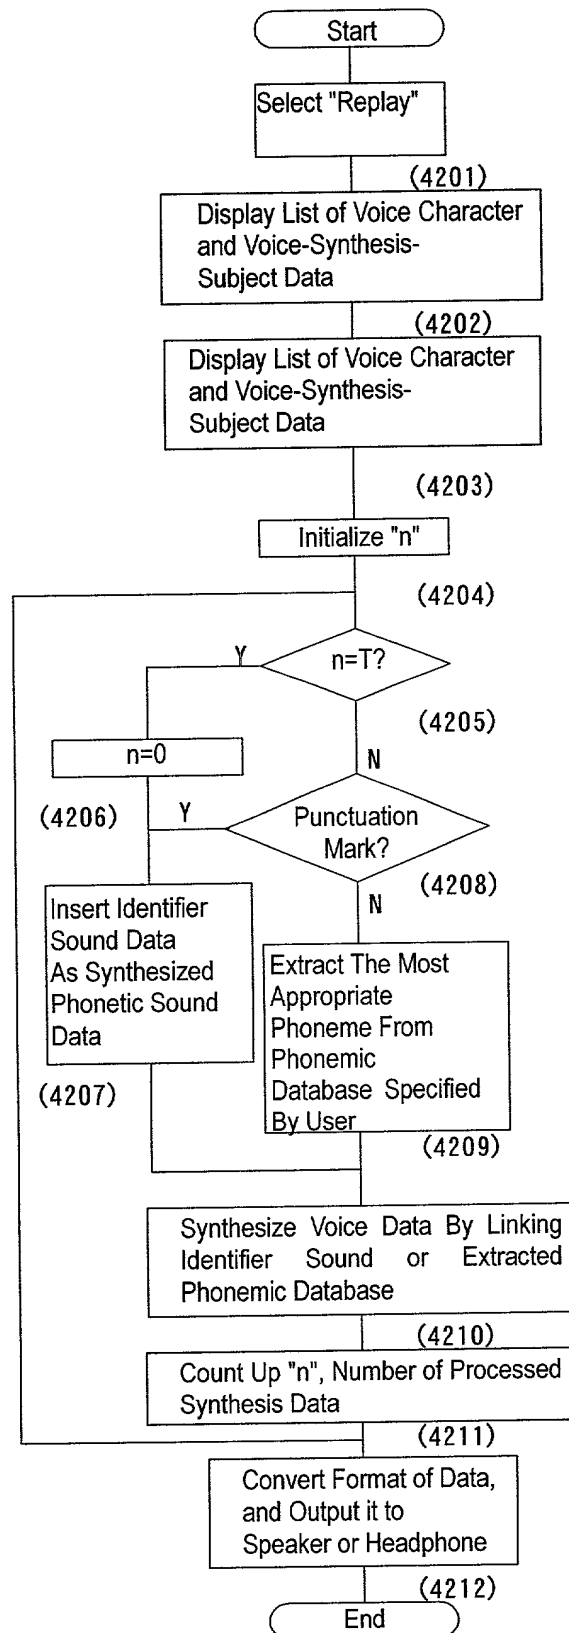 Start
Select "Replay"
(4201)
Display List of Voice Character
and Voice-Synthesis-
Subject Data
(4202)
Display List of Voice Character
and Voice-Synthesis-
Subject Data
(4203)
Initialize "n"
(4204)
n=T?
Y
(4205)
N
n=0
(4206)
Y
Punctuation
Mark?
(4208)
N
Insert Identifier
Sound Data
As Synthesized
Phonetic Sound
Data
(4207)
Extract The Most
Appropriate
Phoneme From
Phonemic
Database Specified
By User
(4209)
Synthesize Voice Data By Linking
Identifier Sound or Extracted
Phonemic Database
(4210)
Count Up "n", Number of Processed
Synthesis Data
(4211)
Convert Format of Data,
and Output it to
Speaker or Headphone
(4212)
End